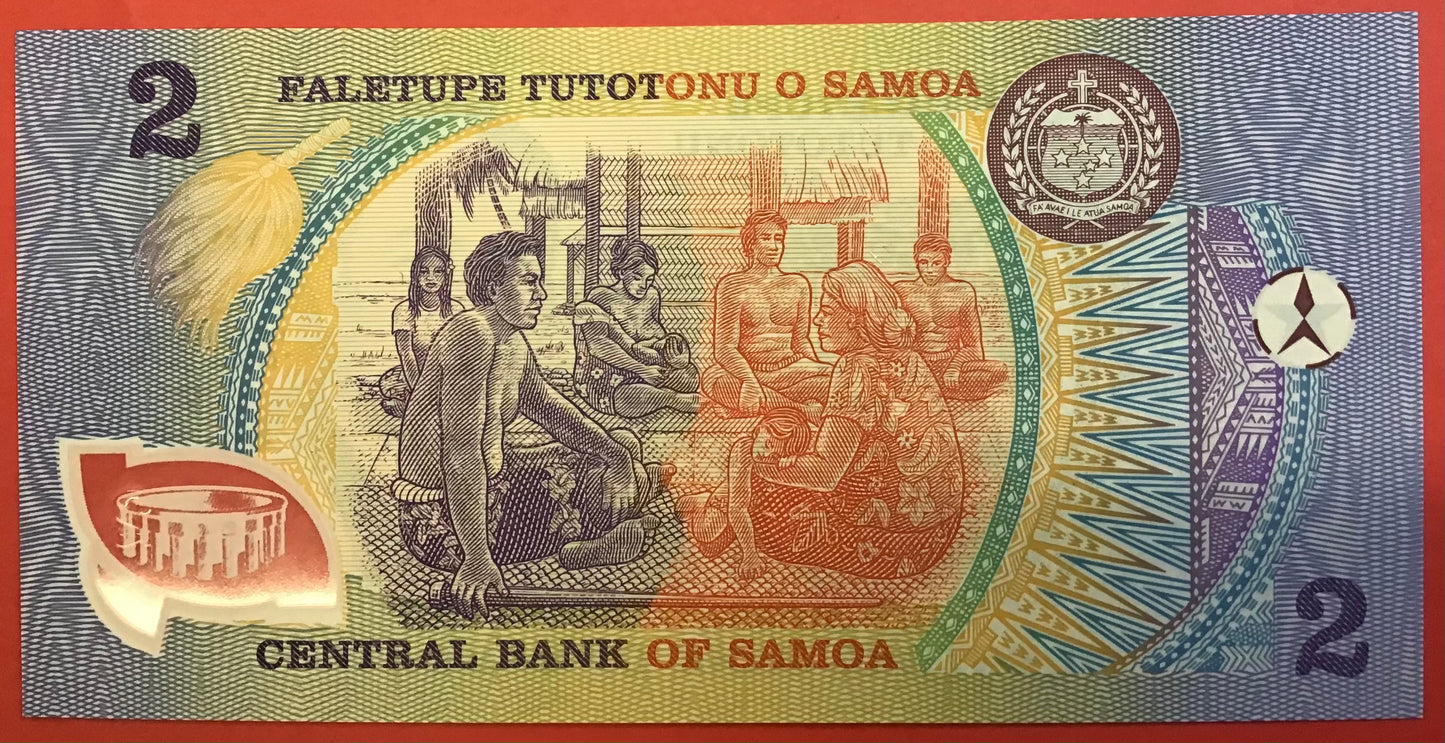 2
FALETUPE TUTOTONU O SAMOA
FA'AVAE I LE ATUA SAMOA
CENTRAL BANK OF SAMOA
2